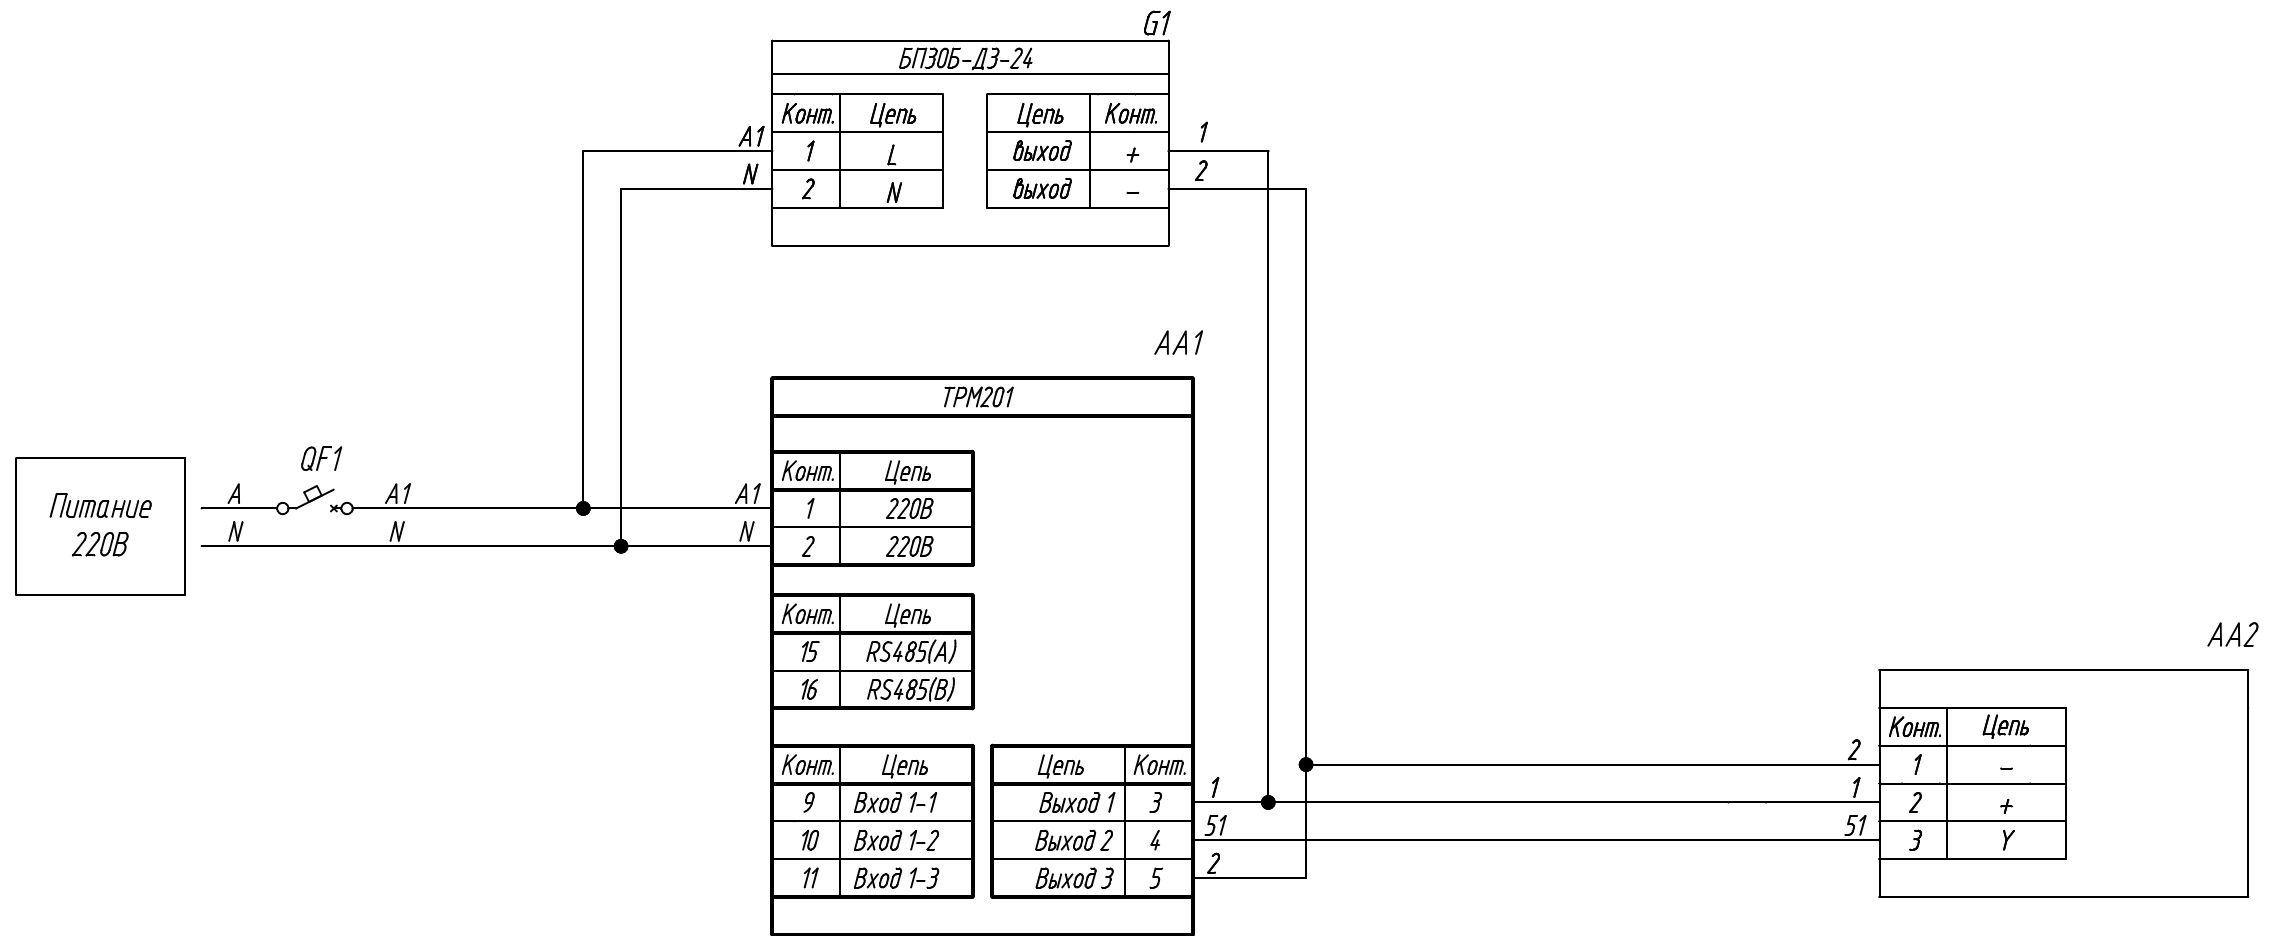 G1
БП30Б-Д3-24
Конт. Цепь Цепь Конт.
A1 1 L выход + 1
N 2 N выход - 2
AA1
ТРМ201
QF1
Питание
220В
A A1 A1
N N N
Конт. Цепь
1 220В
2 220В
Конт. Цепь
15 RS485(A)
16 RS485(B)
Конт. Цепь Цепь Конт.
9 Вход 1-1 Выход 1 3 1
10 Вход 1-2 Выход 2 4 51
11 Вход 1-3 Выход 3 5 2
AA2
Конт. Цепь
2 1 -
1 2 +
51 3 Y